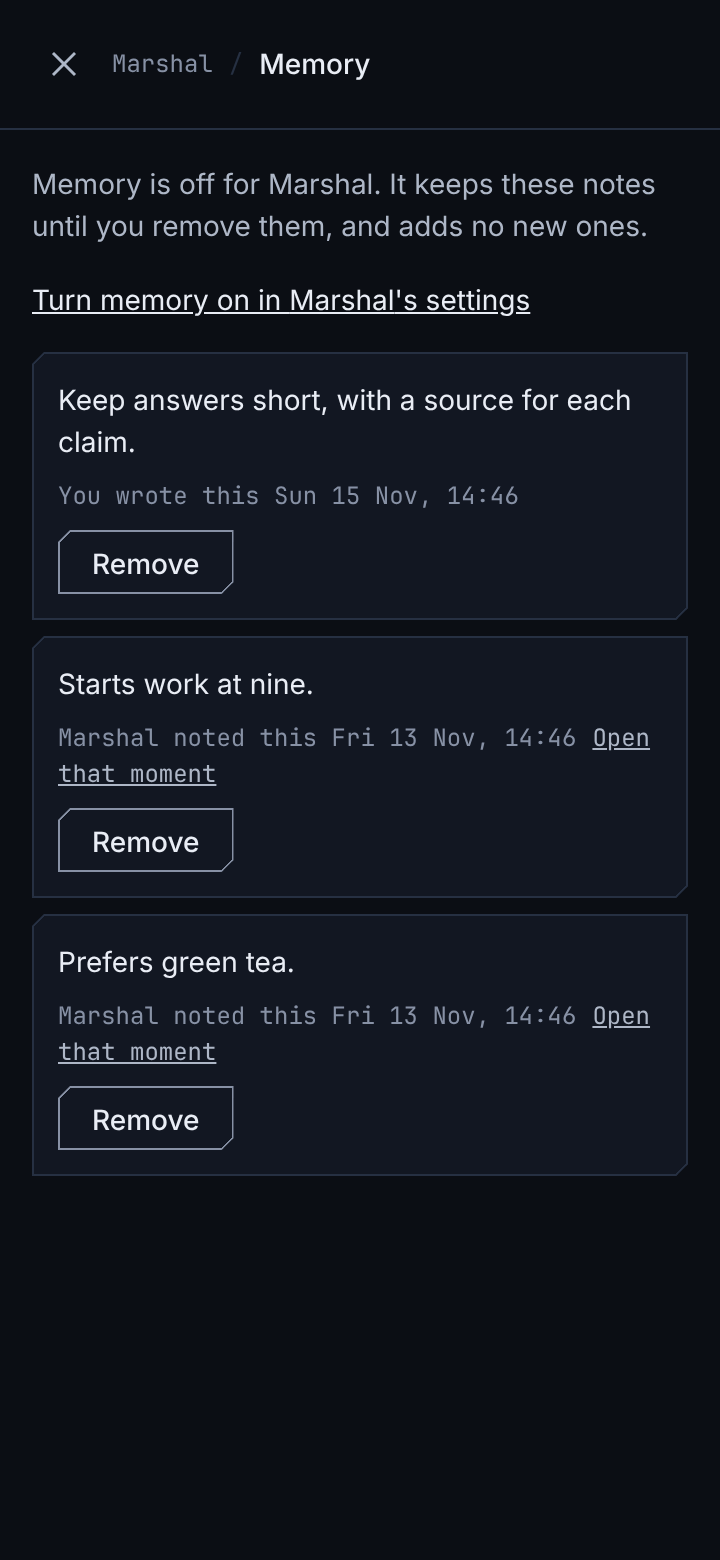 Marshal / Memory
Memory is off for Marshal. It keeps these notes
until you remove them, and adds no new ones.
Turn memory on in Marshal's settings
Keep answers short, with a source for each
claim.
You wrote this Sun 15 Nov, 14:46
Remove
Starts work at nine.
Marshal noted this Fri 13 Nov, 14:46 Open
that moment
Remove
Prefers green tea.
Marshal noted this Fri 13 Nov, 14:46 Open
that moment
Remove